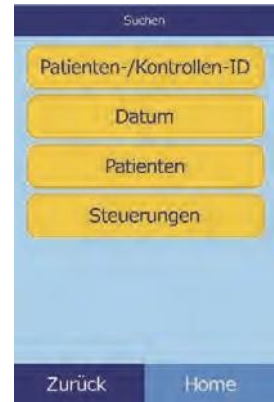 Suchen
Patienten-/Kontrollen-ID
Datum
Patienten
Steuerungen
Zurück Home